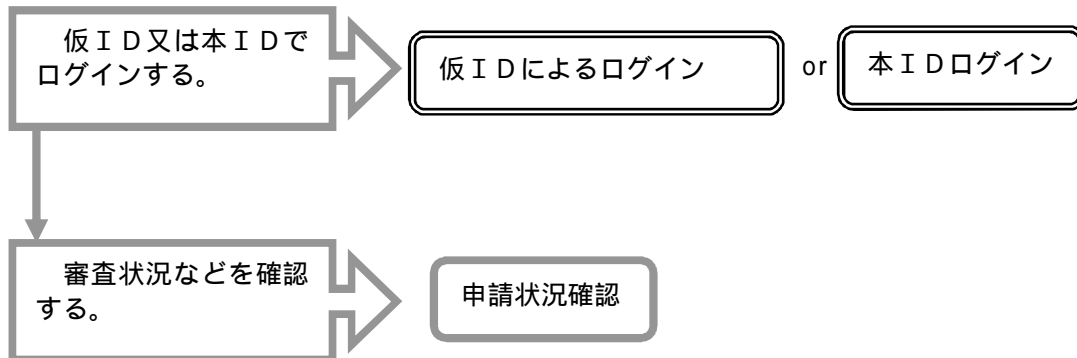 仮ＩＤ又は本ＩＤで
ログインする。
仮ＩＤによるログイン
or
本ＩＤログイン
審査状況などを確認
する。
申請状況確認